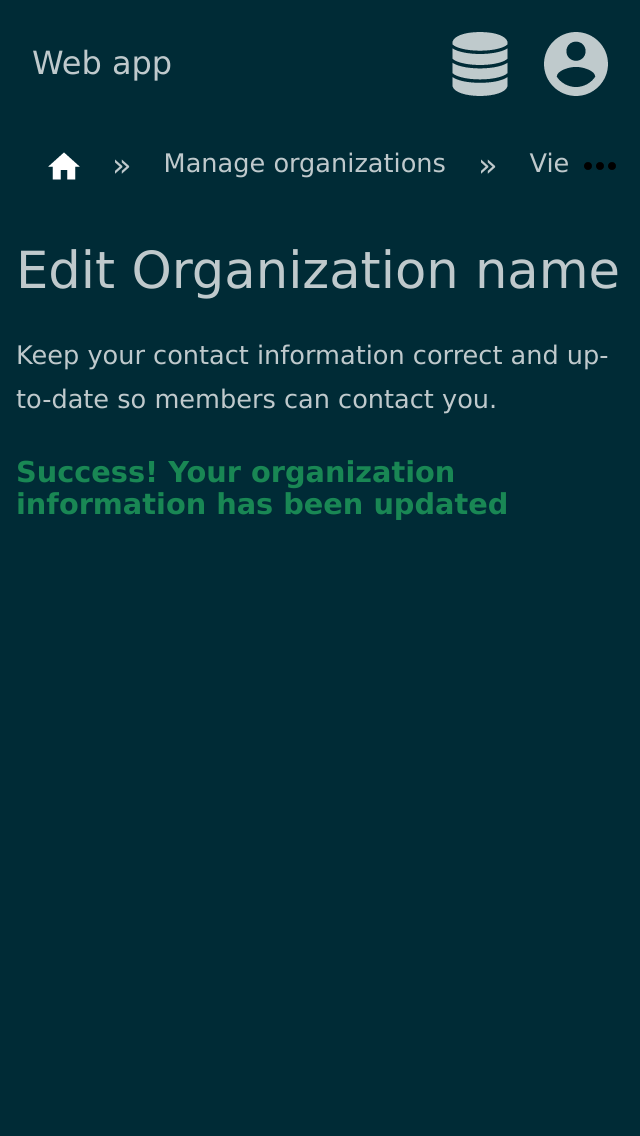 Web app
» Manage organizations » Vie
Edit Organization name
Keep your contact information correct and up-
to-date so members can contact you.
Success! Your organization
information has been updated